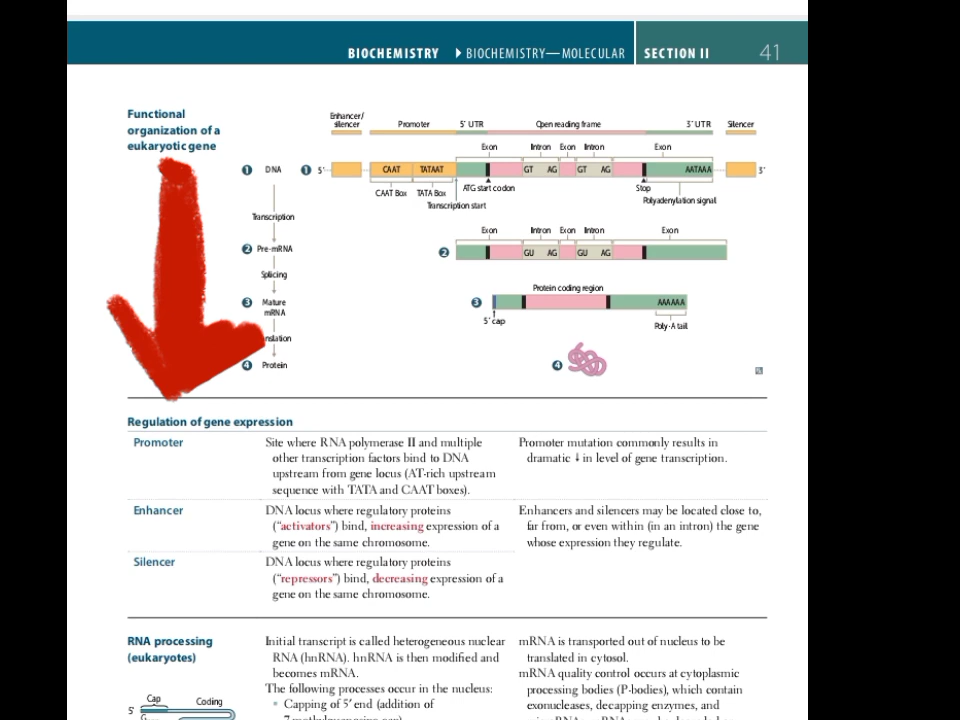 BIOCHEMISTRY ▶ BIOCHEMISTRY—MOLECULAR SECTION II 41
Functional
organization of a
eukaryotic gene
Enhancer/
silencer
Promoter
5′ UTR
Open reading frame
3′ UTR
Silencer
Exon
Intron
Exon
Intron
Exon
1 DNA
1 5′
CAAT
TATAAT
GT AG
GT AG
AATAAA
3′
CAAT Box
TATA Box
ATG start codon
Stop
Transcription start
Polyadenylation signal
Transcription
Exon
Intron
Exon
Intron
Exon
2 Pre-mRNA
2
GU AG
GU AG
Splicing
Protein coding region
3 Mature
mRNA
3
AAAAAA
5′ cap
Poly-A tail
nslation
4 Protein
4
Regulation of gene expression
Promoter
Site where RNA polymerase II and multiple
other transcription factors bind to DNA
upstream from gene locus (AT-rich upstream
sequence with TATA and CAAT boxes).
Promoter mutation commonly results in
dramatic ↓ in level of gene transcription.
Enhancer
DNA locus where regulatory proteins
(“activators”) bind, increasing expression of a
gene on the same chromosome.
Enhancers and silencers may be located close to,
far from, or even within (in an intron) the gene
whose expression they regulate.
Silencer
DNA locus where regulatory proteins
(“repressors”) bind, decreasing expression of a
gene on the same chromosome.
RNA processing
(eukaryotes)
Initial transcript is called heterogeneous nuclear
RNA (hnRNA). hnRNA is then modified and
becomes mRNA.
The following processes occur in the nucleus:
▪ Capping of 5′ end (addition of
mRNA is transported out of nucleus to be
translated in cytosol.
mRNA quality control occurs at cytoplasmic
processing bodies (P-bodies), which contain
exonucleases, decapping enzymes, and
Cap
Coding
5′